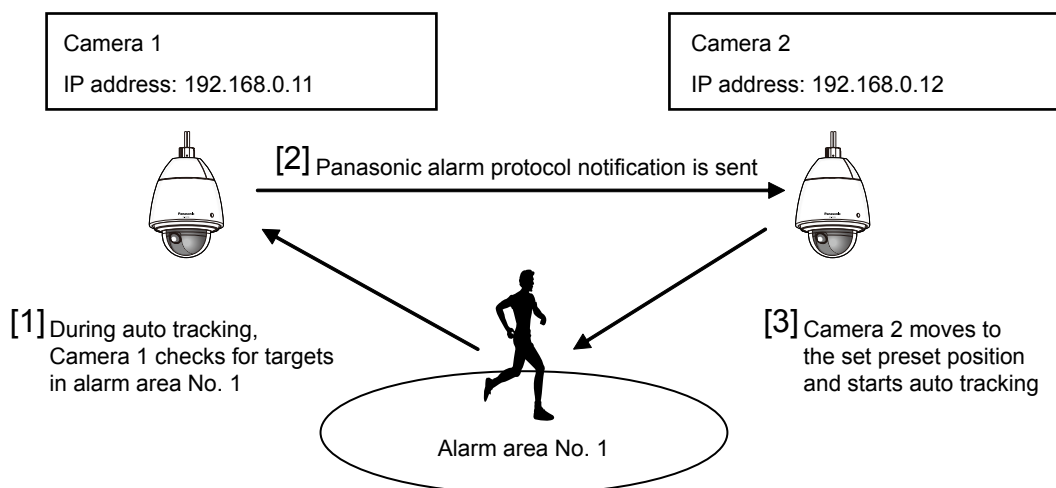 Camera 1
IP address: 192.168.0.11
Camera 2
IP address: 192.168.0.12
[2] Panasonic alarm protocol notification is sent
Panasonic
Panasonic
[1] During auto tracking,
Camera 1 checks for targets
in alarm area No. 1
[3] Camera 2 moves to
the set preset position
and starts auto tracking
Alarm area No. 1